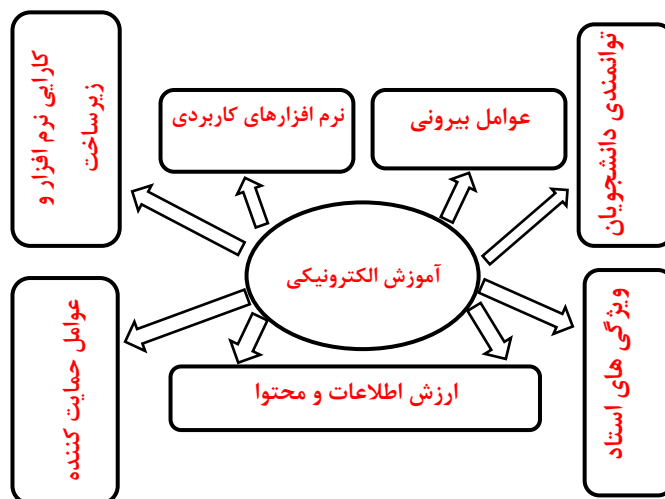 توانمندی دانشجویان
عوامل بیرونی
نرم افزارهای کاربردی
کارایی نرم افزار و
زیرساخت
آموزش الکترونیکی
ویژگی های استاد
ارزش اطلاعات و محتوا
عوامل حمایت کننده